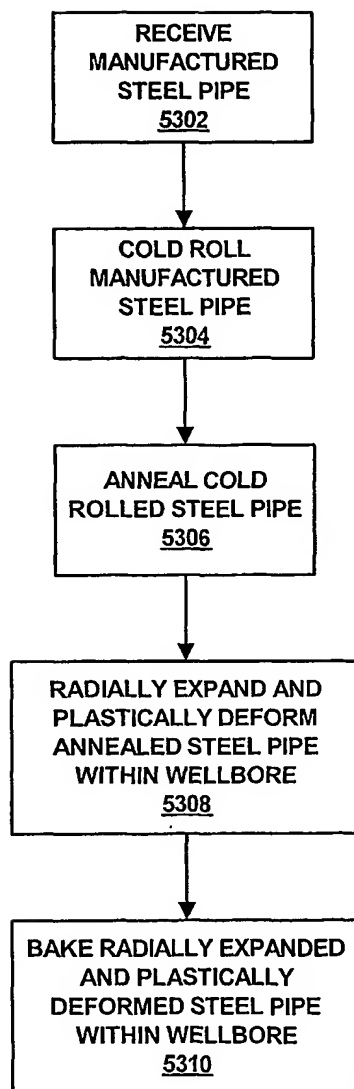 RECEIVE
MANUFACTURED
STEEL PIPE
5302
COLD ROLL
MANUFACTURED
STEEL PIPE
5304
ANNEAL COLD
ROLLED STEEL PIPE
5306
RADIALLY EXPAND AND
PLASTICALLY DEFORM
ANNEALED STEEL PIPE
WITHIN WELLBORE
5308
BAKE RADIALLY EXPANDED
AND PLASTICALLY
DEFORMED STEEL PIPE
WITHIN WELLBORE
5310